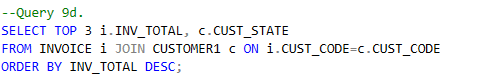 --Query 9d.
SELECT TOP 3 i.INV_TOTAL, c.CUST_STATE
FROM INVOICE i JOIN CUSTOMER1 c ON i.CUST_CODE=c.CUST_CODE
ORDER BY INV_TOTAL DESC;